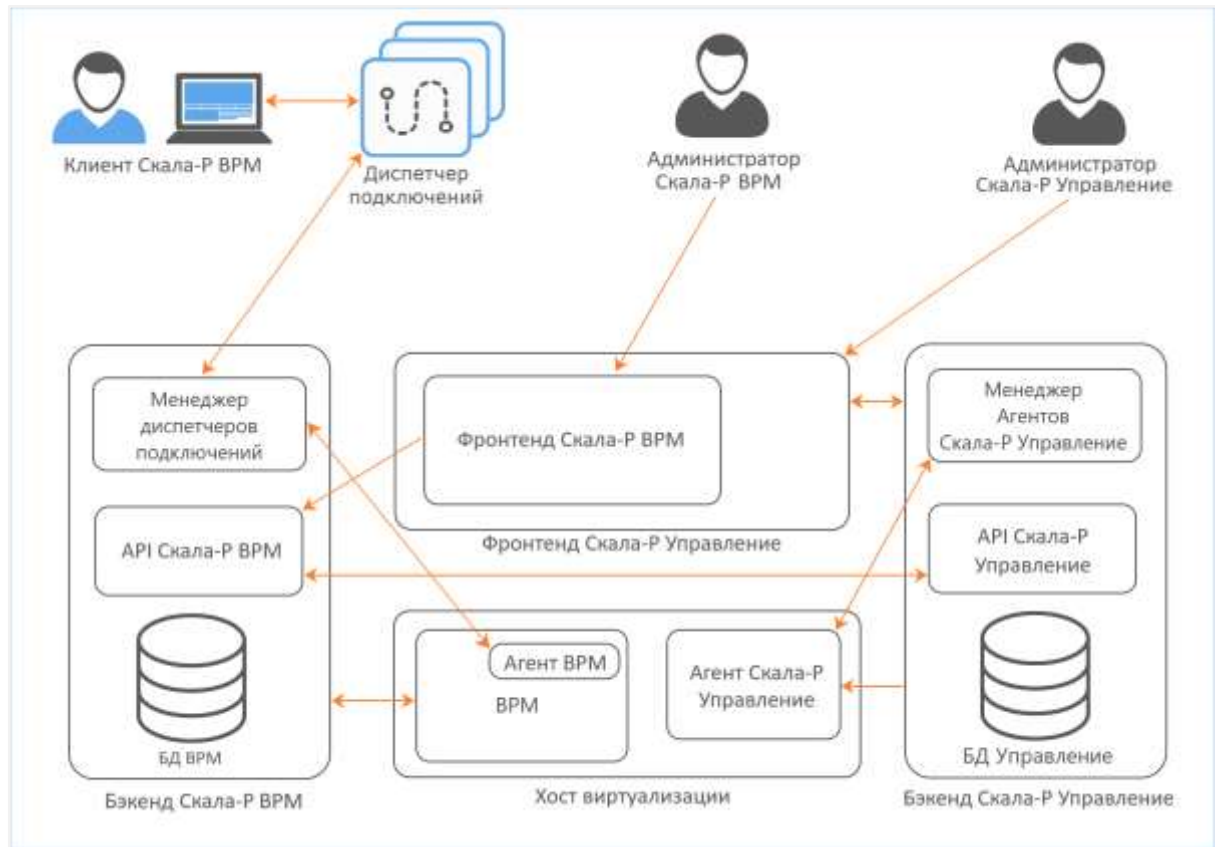 Клиент Скала-Р ВРМ
Диспетчер
подключений
Администратор
Скала-Р ВРМ
Администратор
Скала-Р Управление
Менеджер
диспетчеров
подключений
API Скала-Р ВРМ
БД ВРМ
Бэкенд Скала-Р ВРМ
Фронтенд Скала-Р ВРМ
Фронтенд Скала-Р Управление
Агент ВРМ
ВРМ
Агент Скала-Р
Управление
Хост виртуализации
Менеджер
Агентов
Скала-Р Управление
API Скала-Р
Управление
БД Управление
Бэкенд Скала-Р Управление